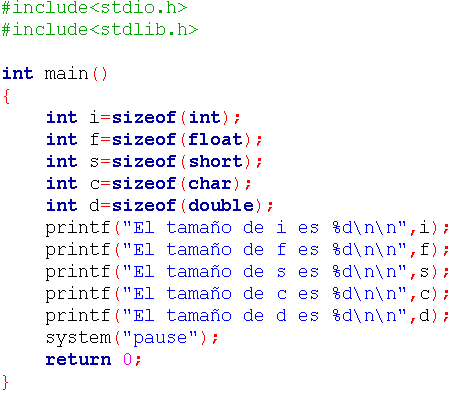 #include<stdio.h>
#include<stdlib.h>
int main()
{
int i=sizeof(int);
int f=sizeof(float);
int s=sizeof(short);
int c=sizeof(char);
int d=sizeof(double);
printf("El tamaño de i es %d\n\n",i);
printf("El tamaño de f es %d\n\n",f);
printf("El tamaño de s es %d\n\n",s);
printf("El tamaño de c es %d\n\n",c);
printf("El tamaño de d es %d\n\n",d);
system("pause");
return 0;
}